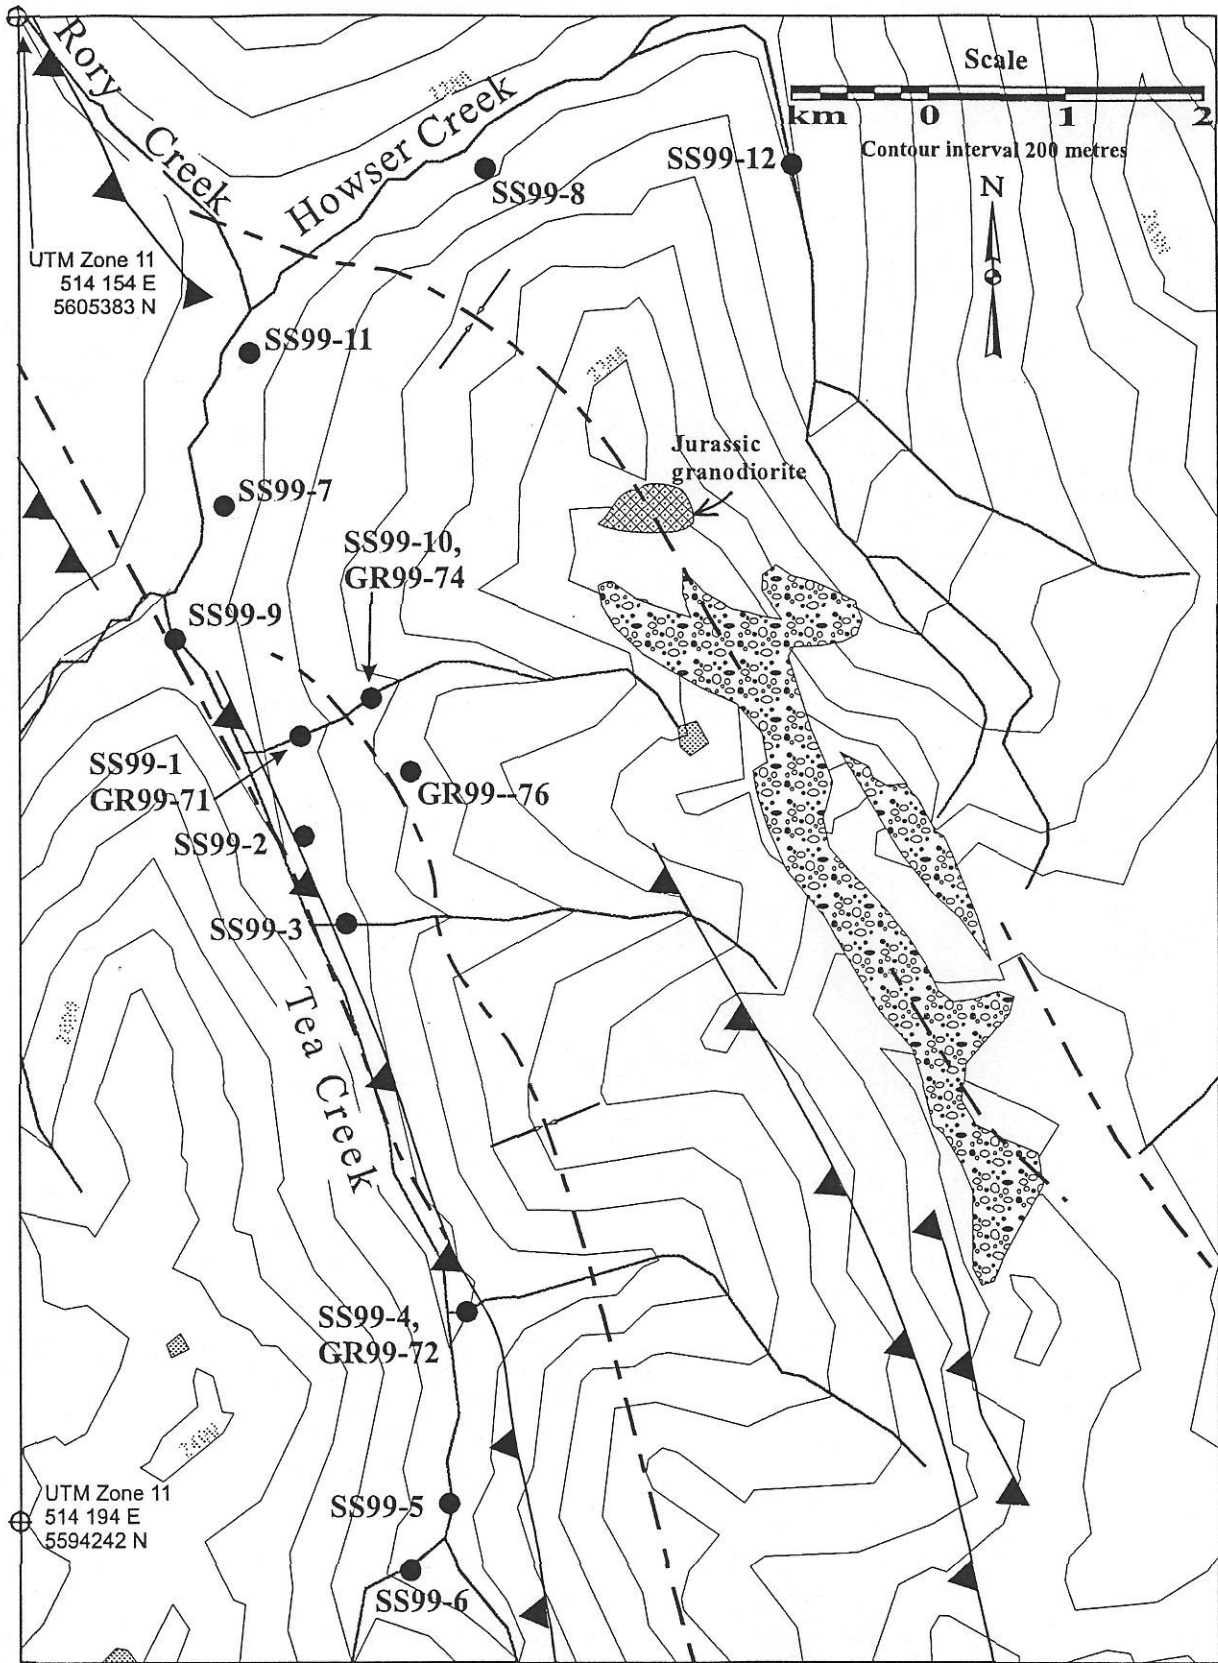 Rory
Creek
Howser Creek
Scale
km 0 1 2
Contour interval 200 metres
N
SS99-12
SS99-8
UTM Zone 11
514 154 E
5605383 N
SS99-11
Jurassic
granodiorite
SS99-7
SS99-10,
GR99-74
SS99-9
SS99-1
GR99-71
GR99--76
SS99-2
SS99-3
Tea Creek
SS99-4,
GR99-72
2400
UTM Zone 11
514 194 E
5594242 N
SS99-5
SS99-6